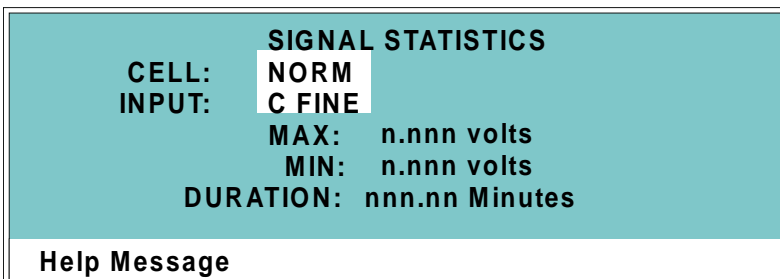 SIGNAL STATISTICS
CELL: NORM
INPUT: C FINE
MAX: n.nnn volts
MIN: n.nnn volts
DURATION: nnn.nn Minutes
Help Message